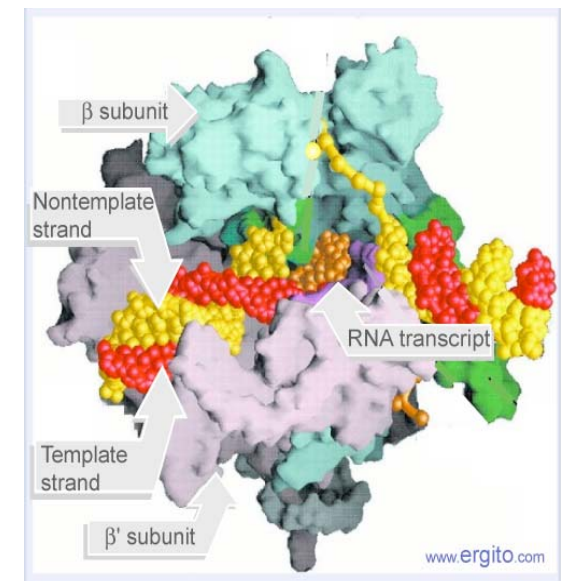 β subunit
Nontemplate
strand
RNA transcript
Template
strand
β' subunit
www.ergito.com